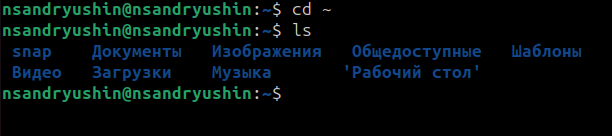 nsandryushin@nsandryushin:~$ cd ~
nsandryushin@nsandryushin:~$ ls
snap Документы Изображения Общедоступные Шаблоны
Видео Загрузки Музыка 'Рабочий стол'
nsandryushin@nsandryushin:~$